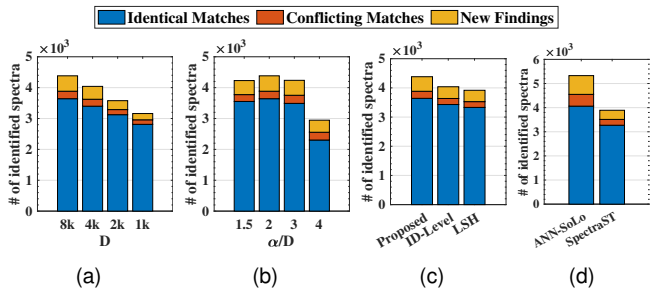 Identical Matches Conflicting Matches New Findings
×10³
# of identified spectra
5
4
3
2
1
0
8k 4k 2k 1k
D
(a)
×10³
# of identified spectra
5
4
3
2
1
0
1.5 2 3 4
α/D
(b)
×10³
# of identified spectra
5
4
3
2
1
0
Proposed ID-Level LSH
(c)
×10³
# of identified spectra
6
5
4
3
2
1
0
ANN-SoLo SpectraST
(d)